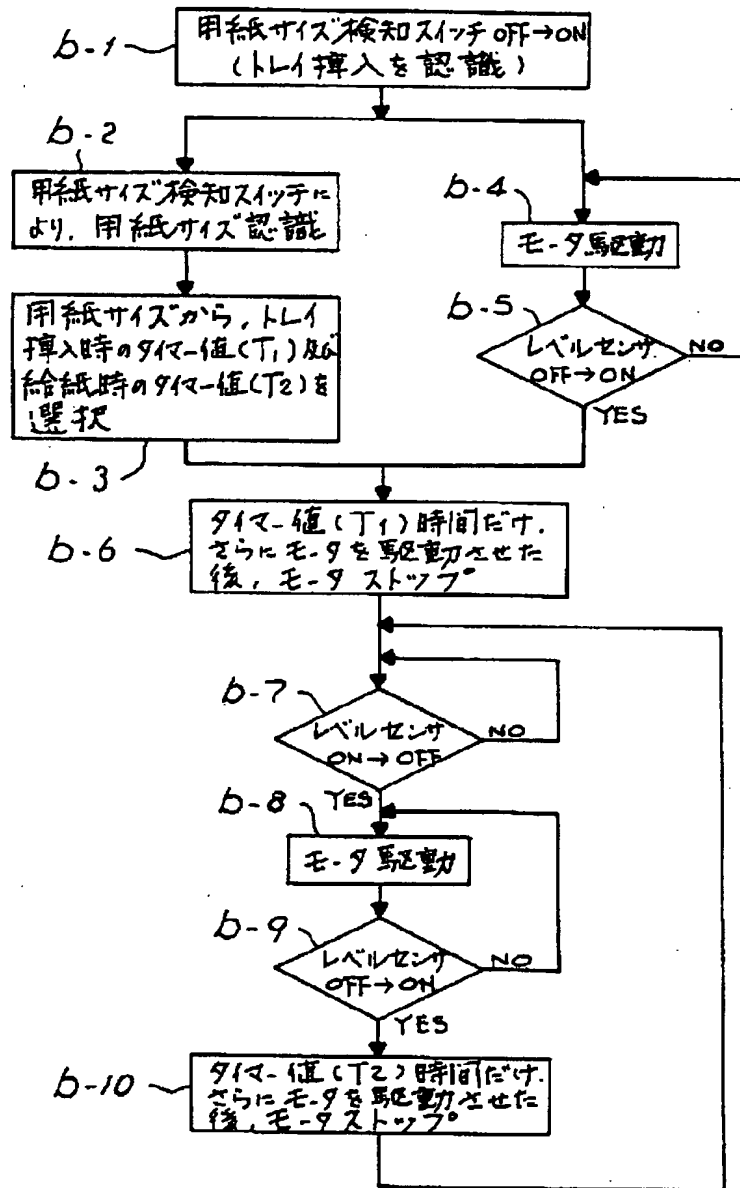 b-1
用紙サイズ検知スイッチ OFF→ON
(トレイ挿入を認識)
b-2
用紙サイズ検知スイッチに
より、用紙サイズ認識
b-4
モータ駆動
b-5
レベルセンサ
OFF→ON
NO
YES
用紙サイズから、トレイ
挿入時のタイマー値(T1)及び
給紙時のタイマー値(T2)を
選択
b-3
b-6
タイマー値(T1)時間だけ、
さらにモータを駆動させた
後、モータストップ
b-7
レベルセンサ
ON→OFF
NO
YES
b-8
モータ駆動
b-9
レベルセンサ
OFF→ON
NO
YES
b-10
タイマー値(T2)時間だけ、
さらにモータを駆動させた
後、モータストップ